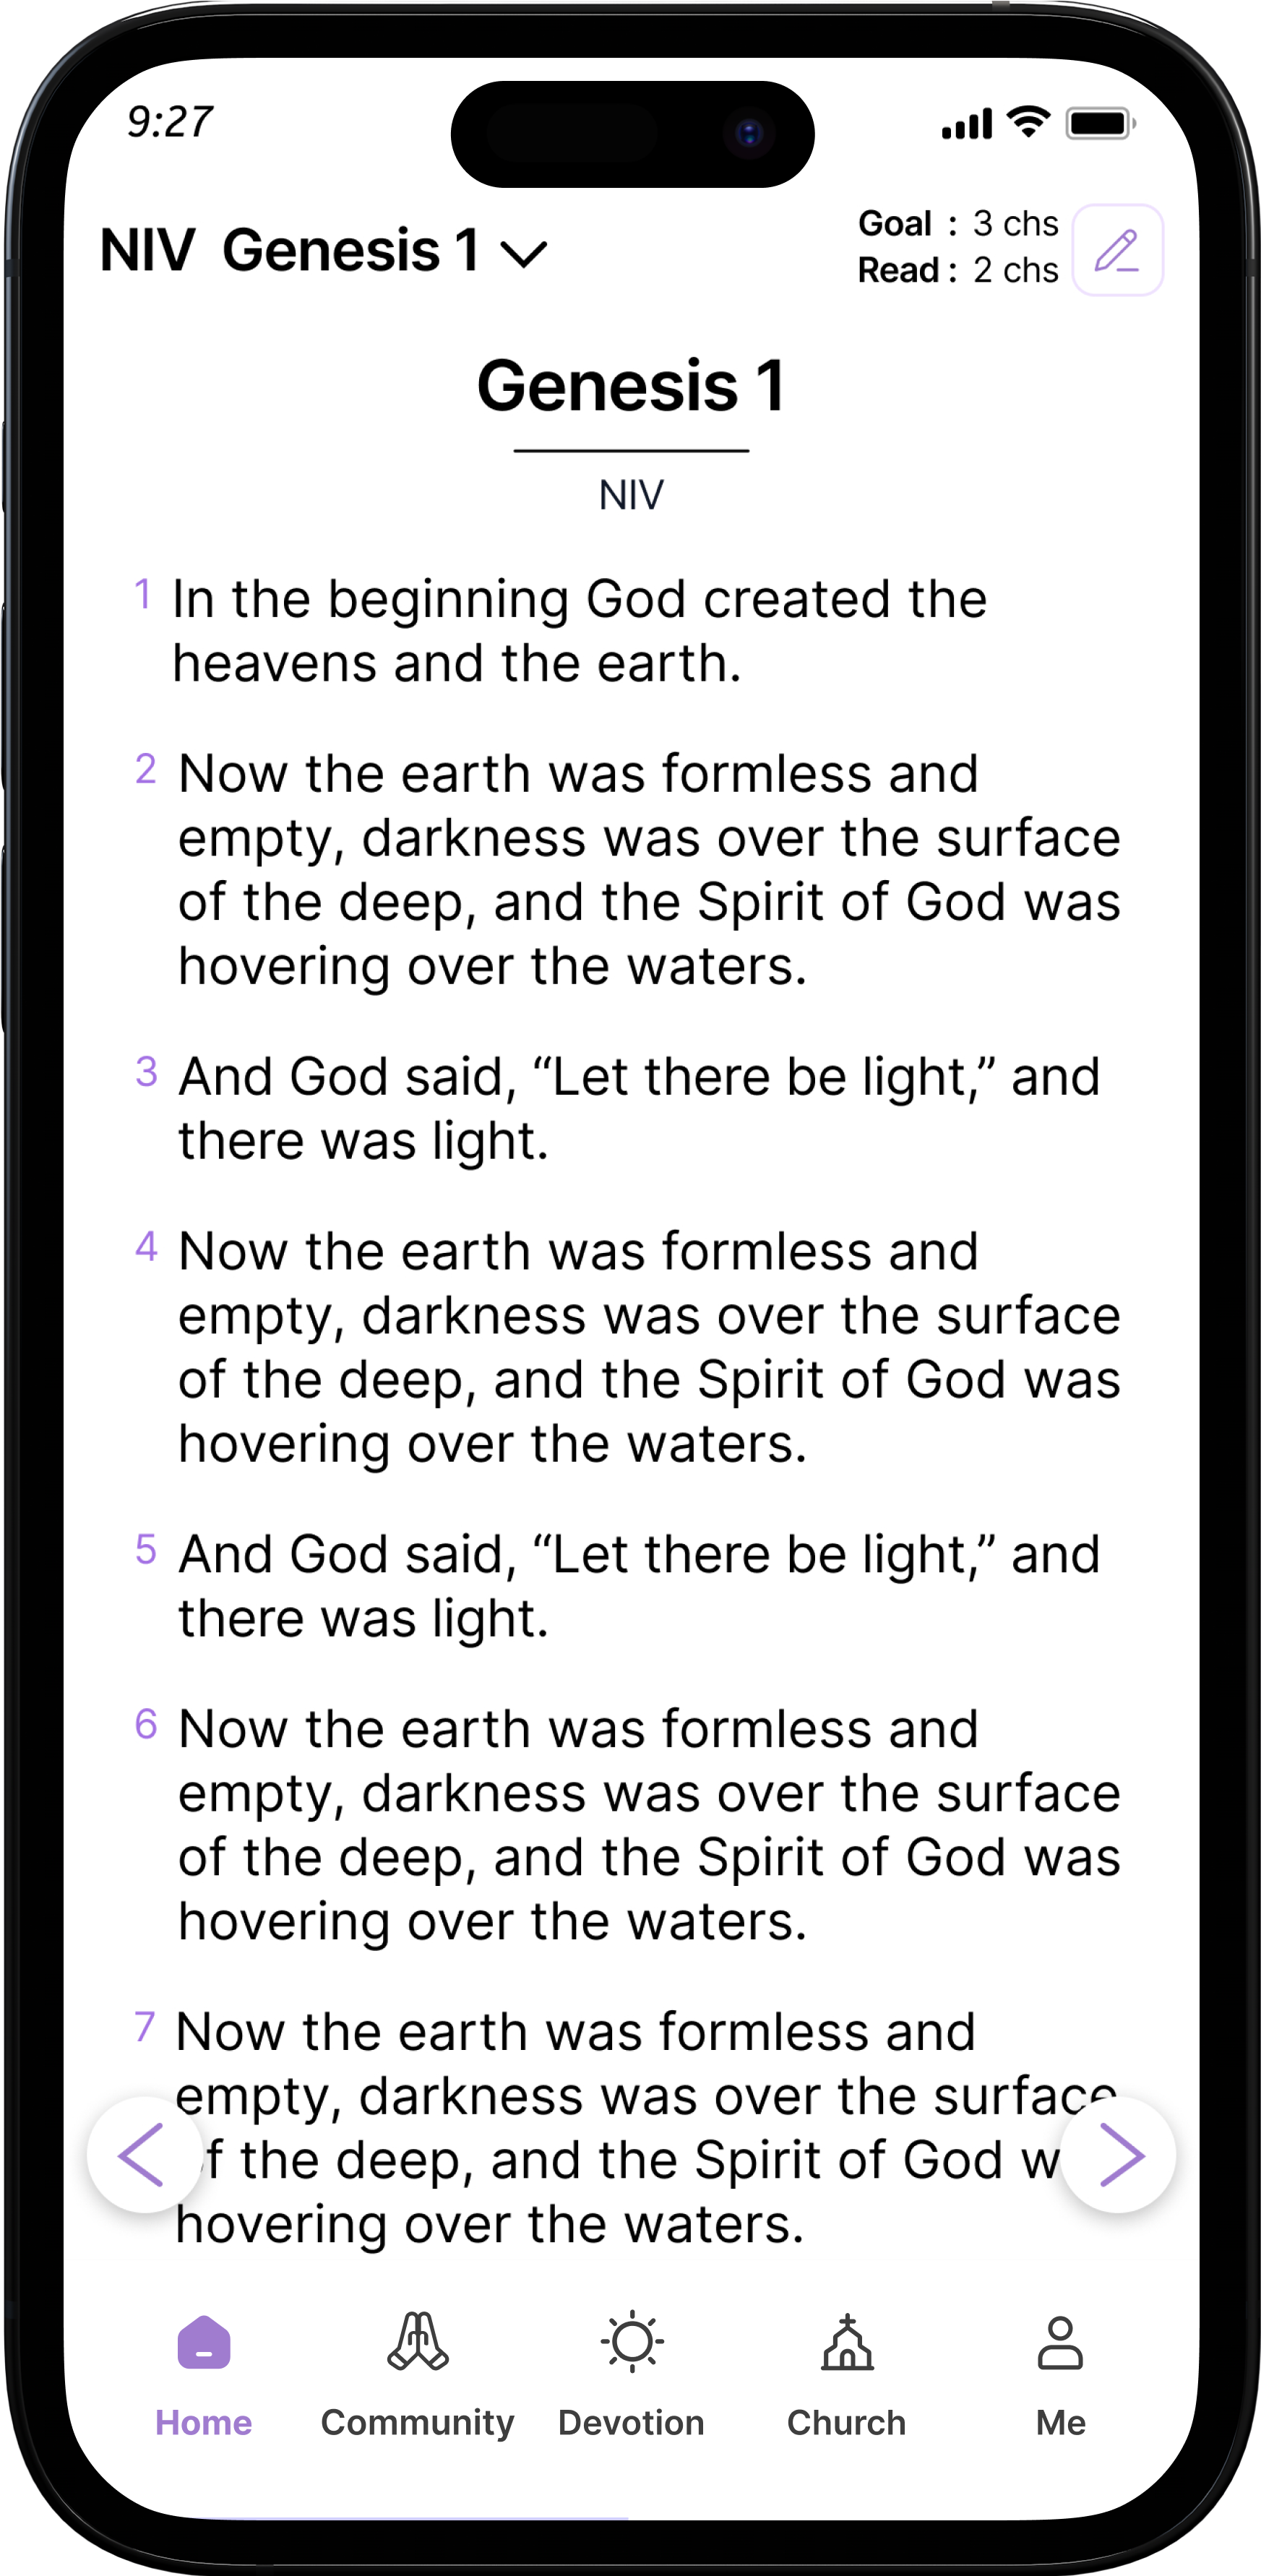 9:27
NIV Genesis 1
Goal : 3 chs
Read : 2 chs
Genesis 1
NIV
1 In the beginning God created the
heavens and the earth.
2 Now the earth was formless and
empty, darkness was over the surface
of the deep, and the Spirit of God was
hovering over the waters.
3 And God said, “Let there be light,” and
there was light.
4 Now the earth was formless and
empty, darkness was over the surface
of the deep, and the Spirit of God was
hovering over the waters.
5 And God said, “Let there be light,” and
there was light.
6 Now the earth was formless and
empty, darkness was over the surface
of the deep, and the Spirit of God was
hovering over the waters.
7 Now the earth was formless and
empty, darkness was over the surface
the deep, and the Spirit of God
hovering over the waters.
Home Community Devotion Church Me